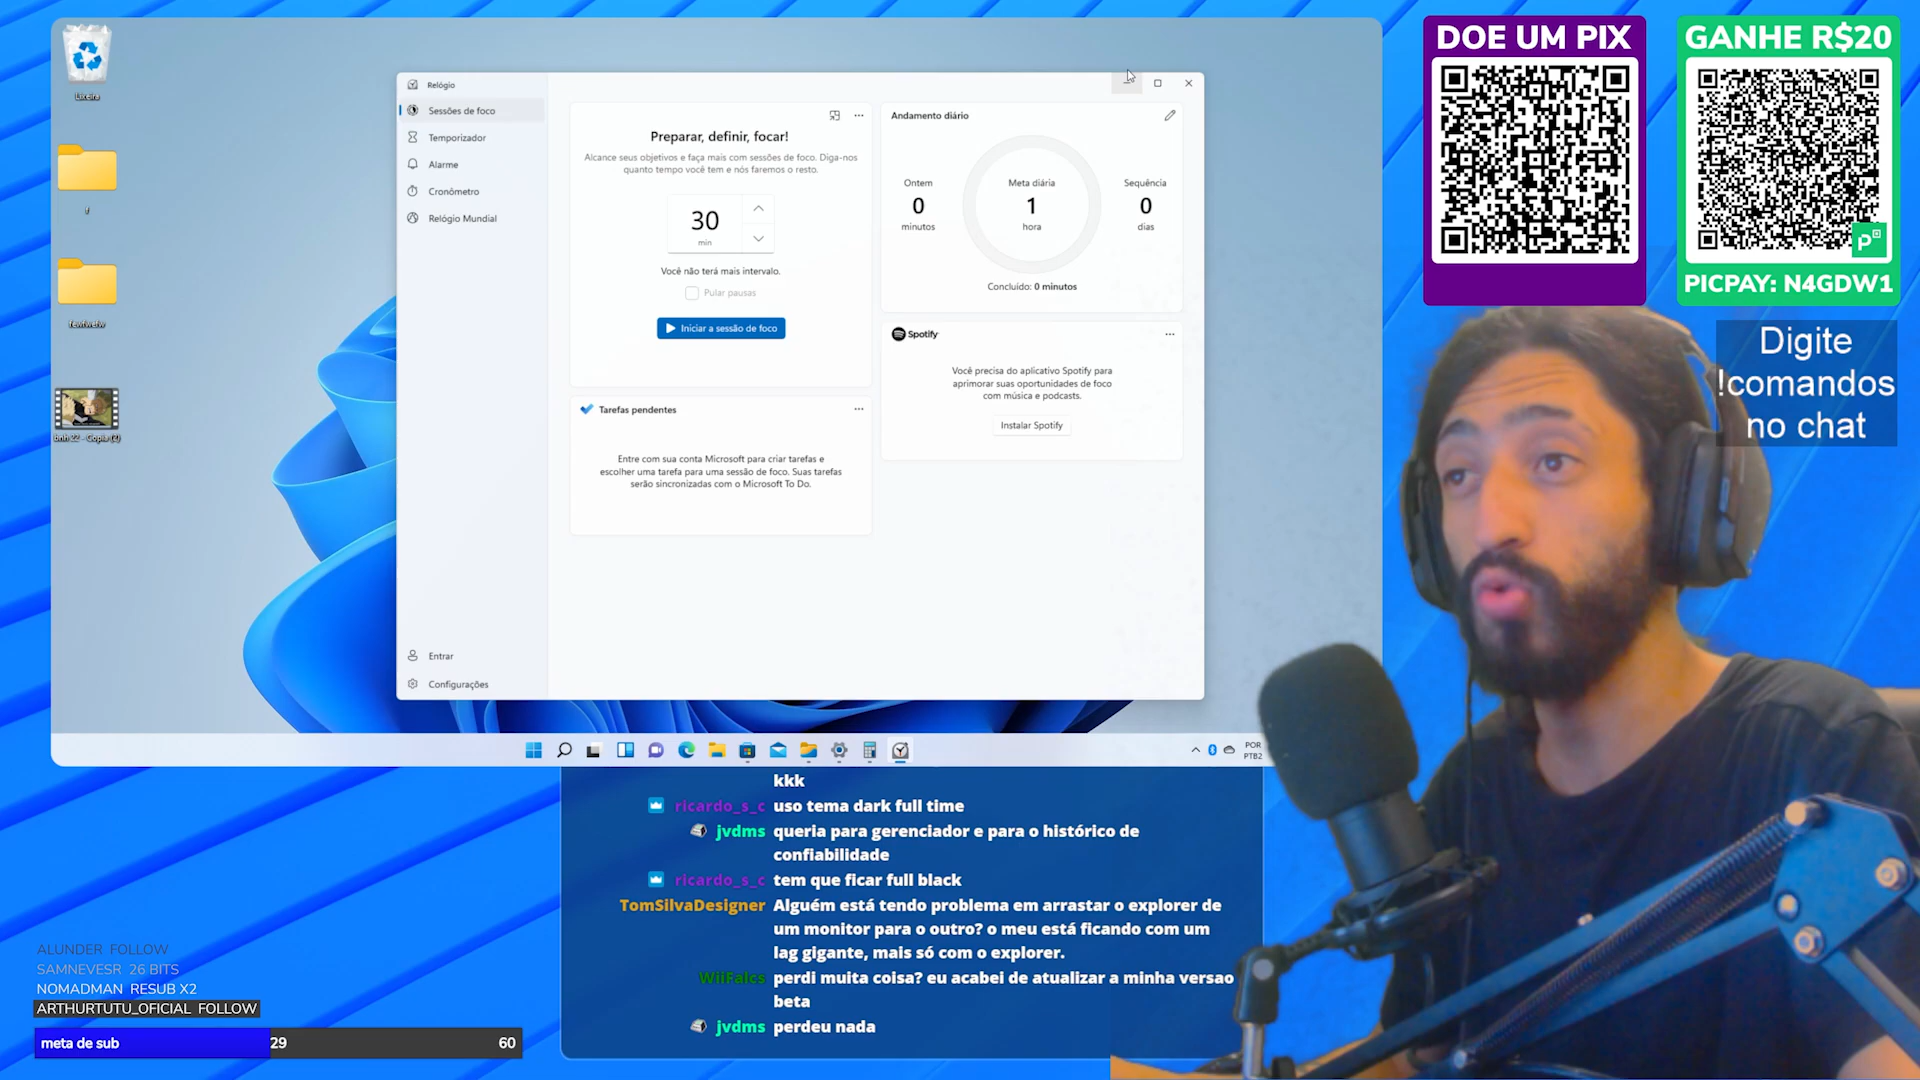 Lixeira
f
fewfwefw
bnh 22 - Copia (2)
Relógio
Sessões de foco
Temporizador
Alarme
Cronômetro
Relógio Mundial
Entrar
Configurações
Preparar, definir, focar!
Alcance seus objetivos e faça mais com sessões de foco. Diga-nos
quanto tempo você tem e nós faremos o resto.
30
min
Você não terá mais intervalo.
Pular pausas
Iniciar a sessão de foco
Tarefas pendentes
Entre com sua conta Microsoft para criar tarefas e
escolher uma tarefa para uma sessão de foco. Suas tarefas
serão sincronizadas com o Microsoft To Do.
Andamento diário
Ontem
0
minutos
Meta diária
1
hora
Sequência
0
dias
Concluído: 0 minutos
Spotify
Você precisa do aplicativo Spotify para
aprimorar suas oportunidades de foco
com música e podcasts.
Instalar Spotify
POR
PTB2
DOE UM PIX
GANHE R$20
P
PICPAY: N4GDW1
Digite
!comandos
no chat
kkk
ricardo_s_c uso tema dark full time
jvdms queria para gerenciador e para o histórico de
confiabilidade
ricardo_s_c tem que ficar full black
TomSilvaDesigner Alguém está tendo problema em arrastar o explorer de
um monitor para o outro? o meu está ficando com um
lag gigante, mais só com o explorer.
WiiFalcs perdi muita coisa? eu acabei de atualizar a minha versao
beta
jvdms perdeu nada
ALUNDER FOLLOW
SAMNEVESR 26 BITS
NOMADMAN RESUB X2
ARTHURTUTU_OFICIAL FOLLOW
meta de sub 29 60